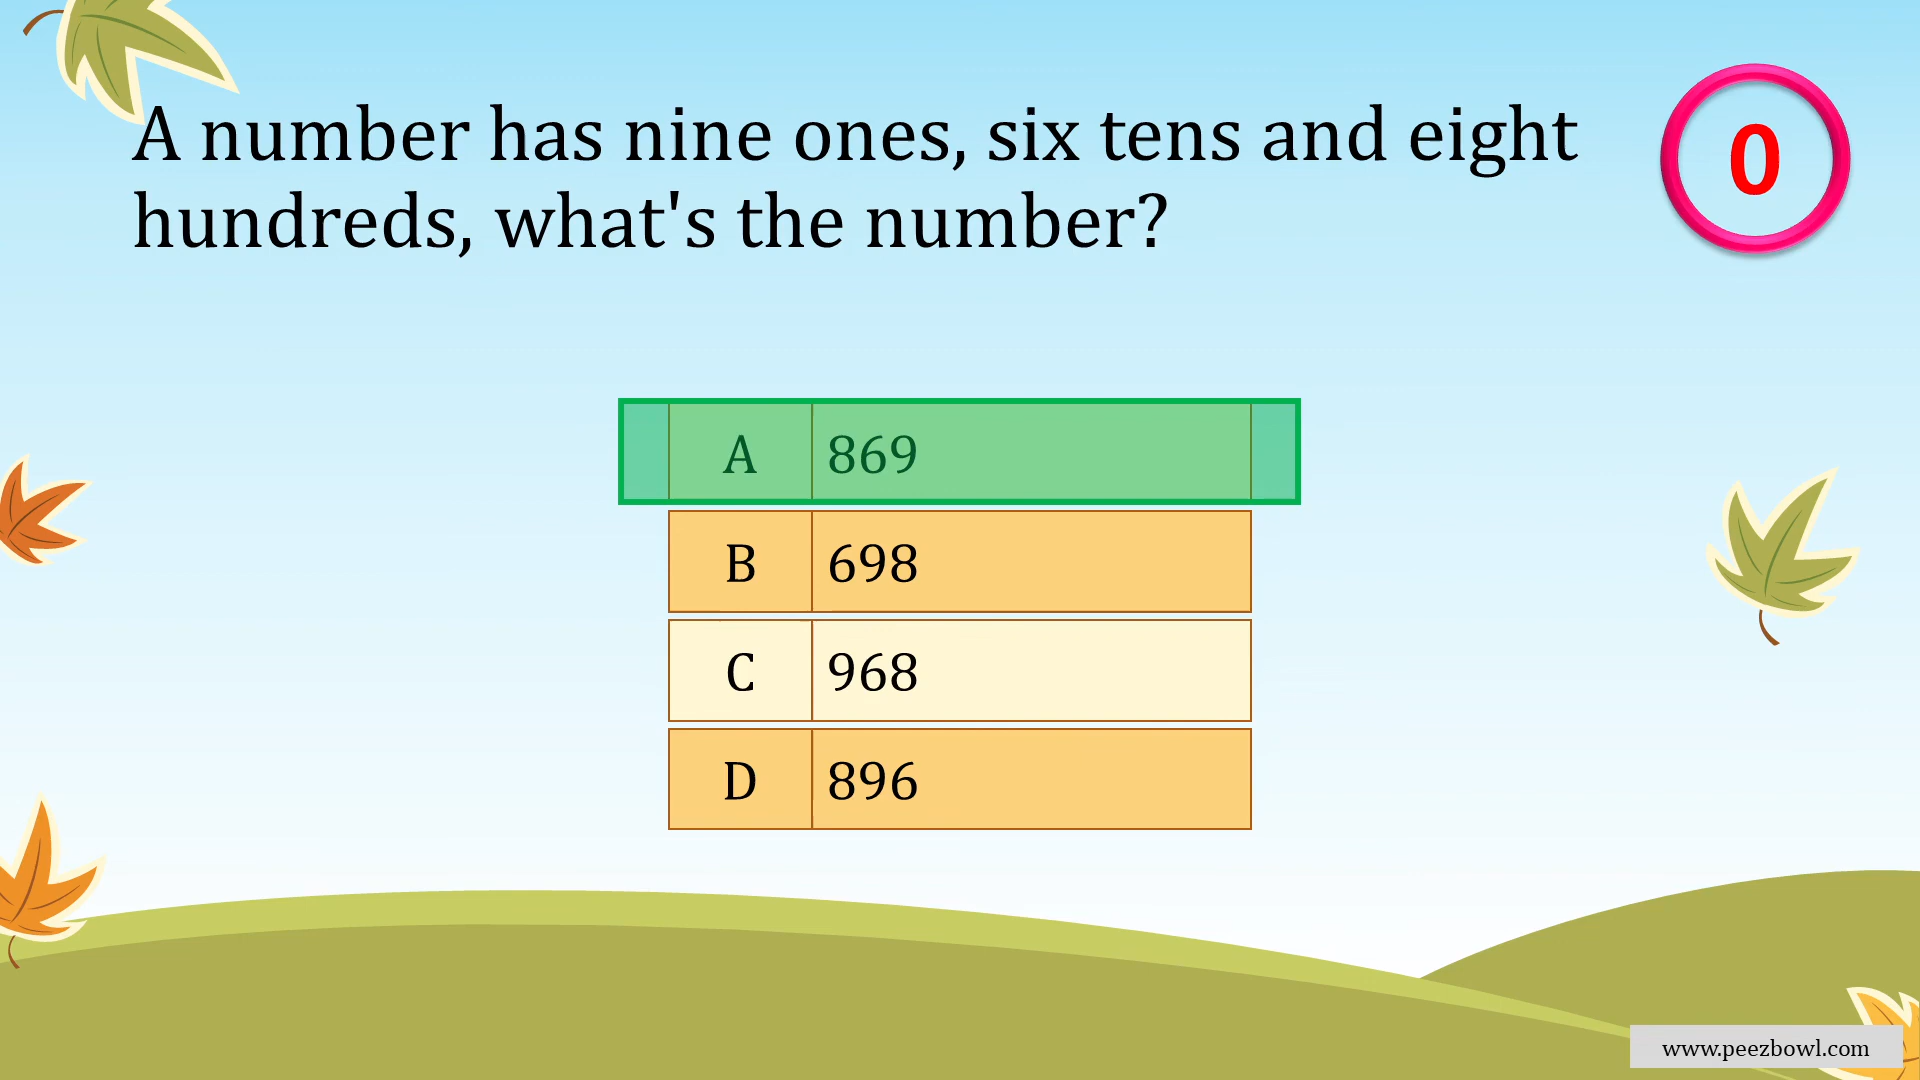 A number has nine ones, six tens and eight
hundreds, what's the number?
0
A 869
B 698
C 968
D 896
www.peezbowl.com